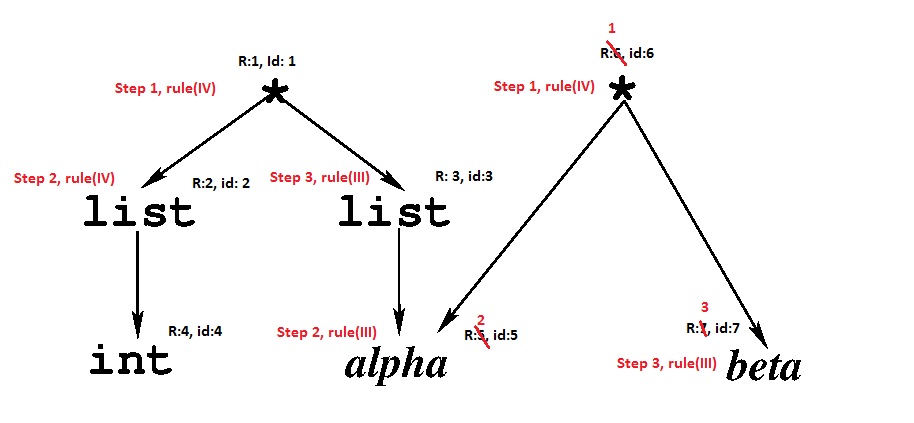 1
R:1, Id: 1
R:6, id:6
Step 1, rule(IV)
*
Step 1, rule(IV)
*
Step 2, rule(IV)
R:2, id: 2
Step 3, rule(III)
R: 3, id:3
list
list
3
2
R:4, id:4
Step 2, rule(III)
R:5, id:5
R:7, id:7
int
alpha
Step 3, rule(III)
beta